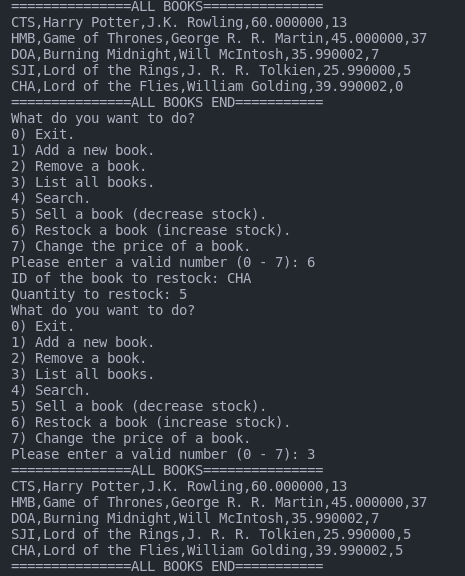 ===============ALL BOOKS===============
CTS,Harry Potter,J.K. Rowling,60.000000,13
HMB,Game of Thrones,George R. R. Martin,45.000000,37
DOA,Burning Midnight,Will McIntosh,35.990002,7
SJI,Lord of the Rings,J. R. R. Tolkien,25.990000,5
CHA,Lord of the Flies,William Golding,39.990002,0
===============ALL BOOKS END===========
What do you want to do?
0) Exit.
1) Add a new book.
2) Remove a book.
3) List all books.
4) Search.
5) Sell a book (decrease stock).
6) Restock a book (increase stock).
7) Change the price of a book.
Please enter a valid number (0 - 7): 6
ID of the book to restock: CHA
Quantity to restock: 5
What do you want to do?
0) Exit.
1) Add a new book.
2) Remove a book.
3) List all books.
4) Search.
5) Sell a book (decrease stock).
6) Restock a book (increase stock).
7) Change the price of a book.
Please enter a valid number (0 - 7): 3
===============ALL BOOKS===============
CTS,Harry Potter,J.K. Rowling,60.000000,13
HMB,Game of Thrones,George R. R. Martin,45.000000,37
DOA,Burning Midnight,Will McIntosh,35.990002,7
SJI,Lord of the Rings,J. R. R. Tolkien,25.990000,5
CHA,Lord of the Flies,William Golding,39.990002,5
===============ALL BOOKS END===========